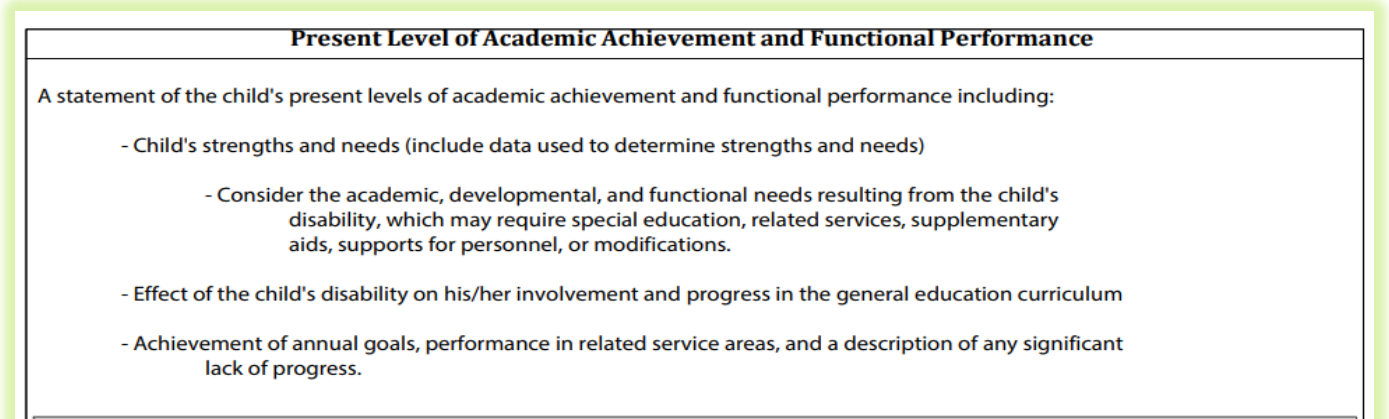 Present Level of Academic Achievement and Functional Performance
A statement of the child's present levels of academic achievement and functional performance including:
- Child's strengths and needs (include data used to determine strengths and needs)
- Consider the academic, developmental, and functional needs resulting from the child's
disability, which may require special education, related services, supplementary
aids, supports for personnel, or modifications.
- Effect of the child's disability on his/her involvement and progress in the general education curriculum
- Achievement of annual goals, performance in related service areas, and a description of any significant
lack of progress.